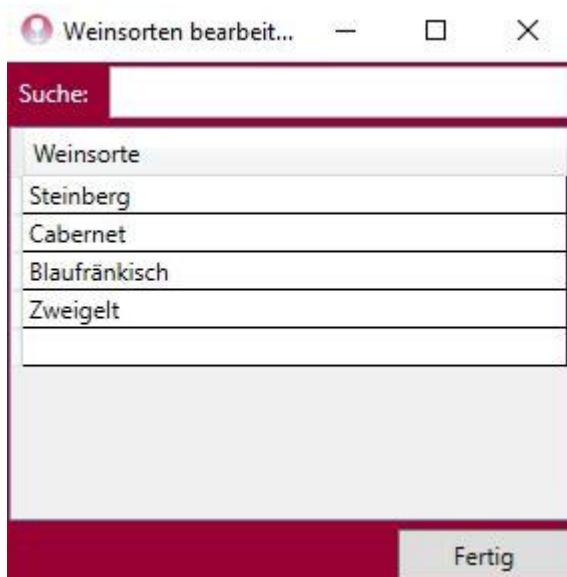 Weinsorten bearbeit...
Suche:
Weinsorte
Steinberg
Cabernet
Blaufränkisch
Zweigelt
Fertig